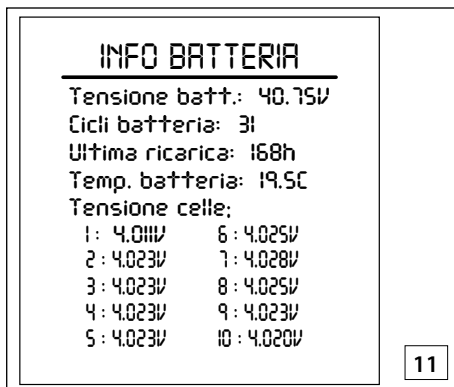 INFO BATTERIA
Tensione batt.: 40.75V
Cicli batteria: 31
Ultima ricarica: 168h
Temp. batteria: 19.5C
Tensione celle;
1: 4.011V 6: 4.025V
2: 4.023V 7: 4.028V
3: 4.023V 8: 4.025V
4: 4.023V 9: 4.023V
5: 4.023V 10: 4.020V
11